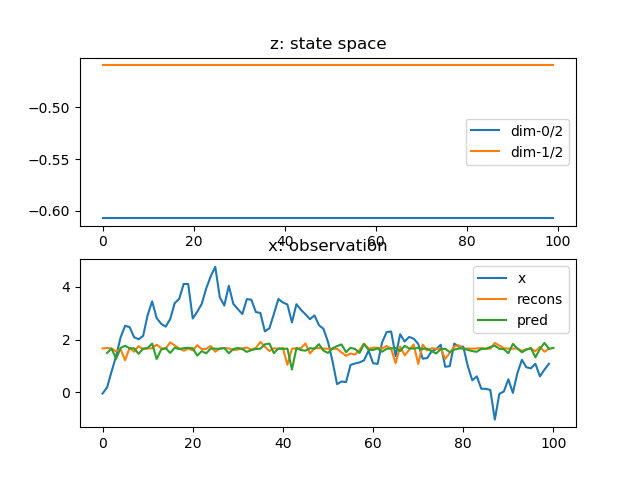 z: state space
−0.50
−0.55
−0.60
dim-0/2
dim-1/2
0 20 40 60 80 100
x: observation
4
2
0
x
recons
pred
0 20 40 60 80 100